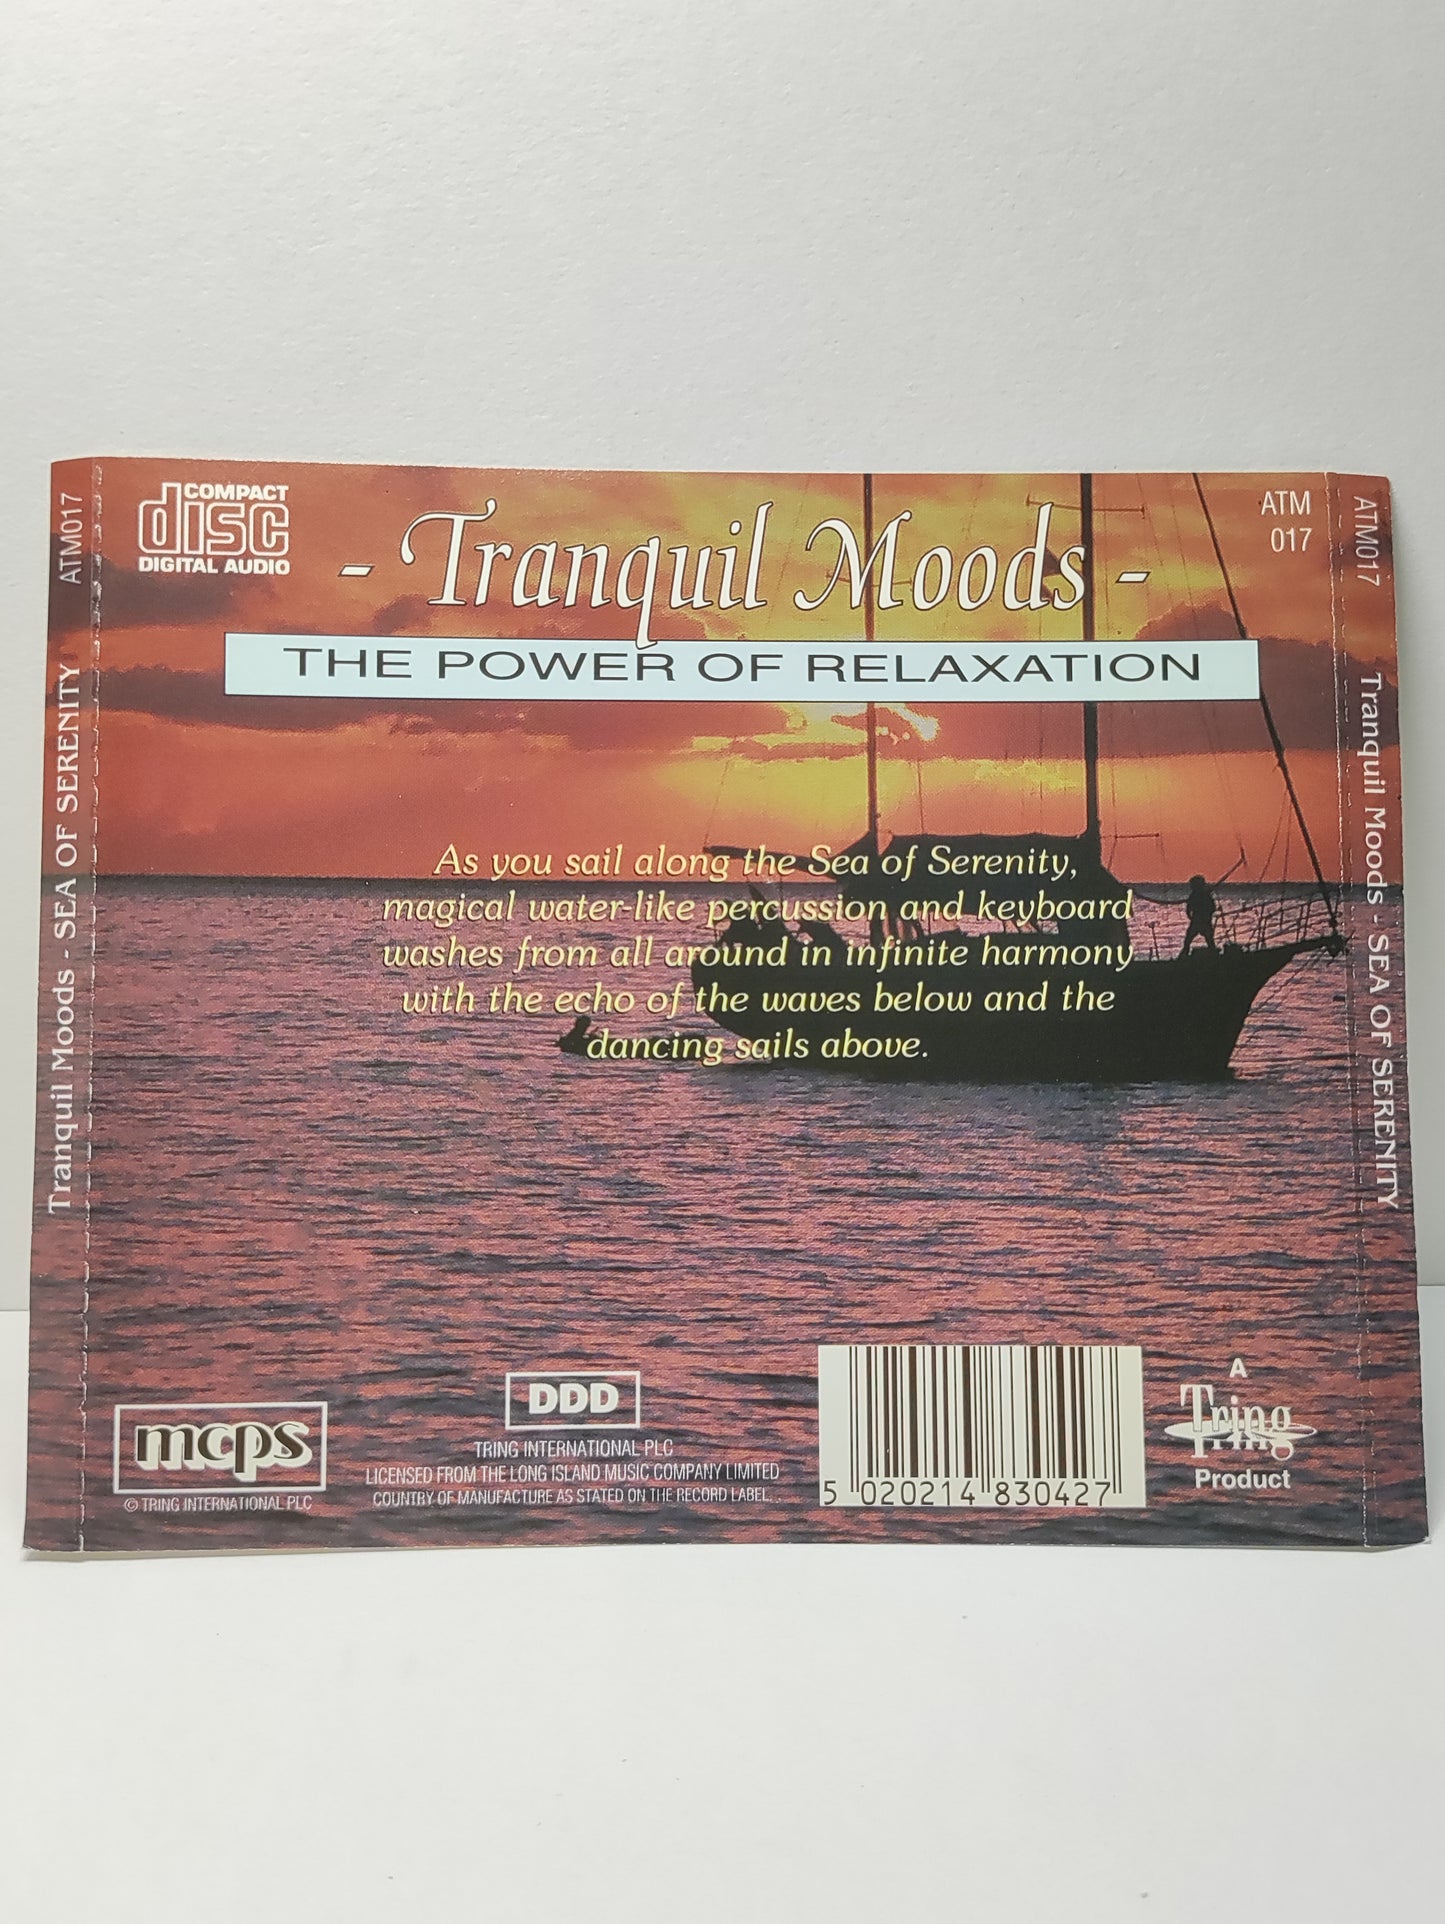 ATM017
Tranquil Moods - SEA OF SERENITY
COMPACT
disc
DIGITAL AUDIO
- Tranquil Moods -
ATM
017
THE POWER OF RELAXATION
As you sail along the Sea of Serenity,
magical water-like percussion and keyboard
washes from all around in infinite harmony
with the echo of the waves below and the
dancing sails above.
mcps
© TRING INTERNATIONAL PLC
DDD
TRING INTERNATIONAL PLC
LICENSED FROM THE LONG ISLAND MUSIC COMPANY LIMITED
COUNTRY OF MANUFACTURE AS STATED ON THE RECORD LABEL.
5 020214 830427
A
Tring
Product
ATM017
Tranquil Moods - SEA OF SERENITY